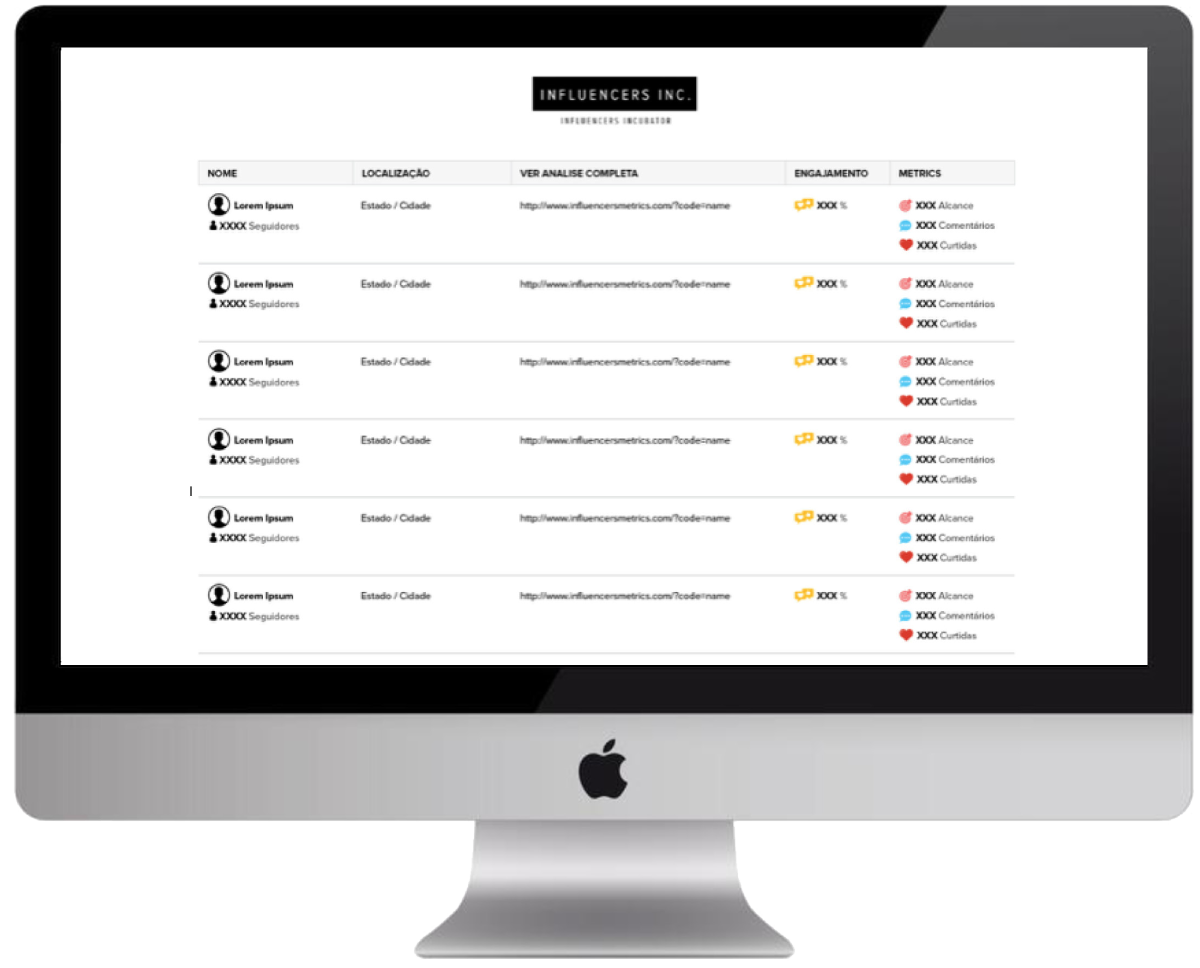 INFLUENCERS INC.
INFLUENCERS INCUBATOR
NOME LOCALIZAÇÃO VER ANALISE COMPLETA ENGAJAMENTO METRICS
Lorem Ipsum Estado / Cidade http://www.influencersmetrics.com/?code=name XXX % XXX Alcance
XXXX Seguidores XXX Comentários
XXX Curtidas
Lorem Ipsum Estado / Cidade http://www.influencersmetrics.com/?code=name XXX % XXX Alcance
XXXX Seguidores XXX Comentários
XXX Curtidas
Lorem Ipsum Estado / Cidade http://www.influencersmetrics.com/?code=name XXX % XXX Alcance
XXXX Seguidores XXX Comentários
XXX Curtidas
Lorem Ipsum Estado / Cidade http://www.influencersmetrics.com/?code=name XXX % XXX Alcance
XXXX Seguidores XXX Comentários
XXX Curtidas
Lorem Ipsum Estado / Cidade http://www.influencersmetrics.com/?code=name XXX % XXX Alcance
XXXX Seguidores XXX Comentários
XXX Curtidas
Lorem Ipsum Estado / Cidade http://www.influencersmetrics.com/?code=name XXX % XXX Alcance
XXXX Seguidores XXX Comentários
XXX Curtidas